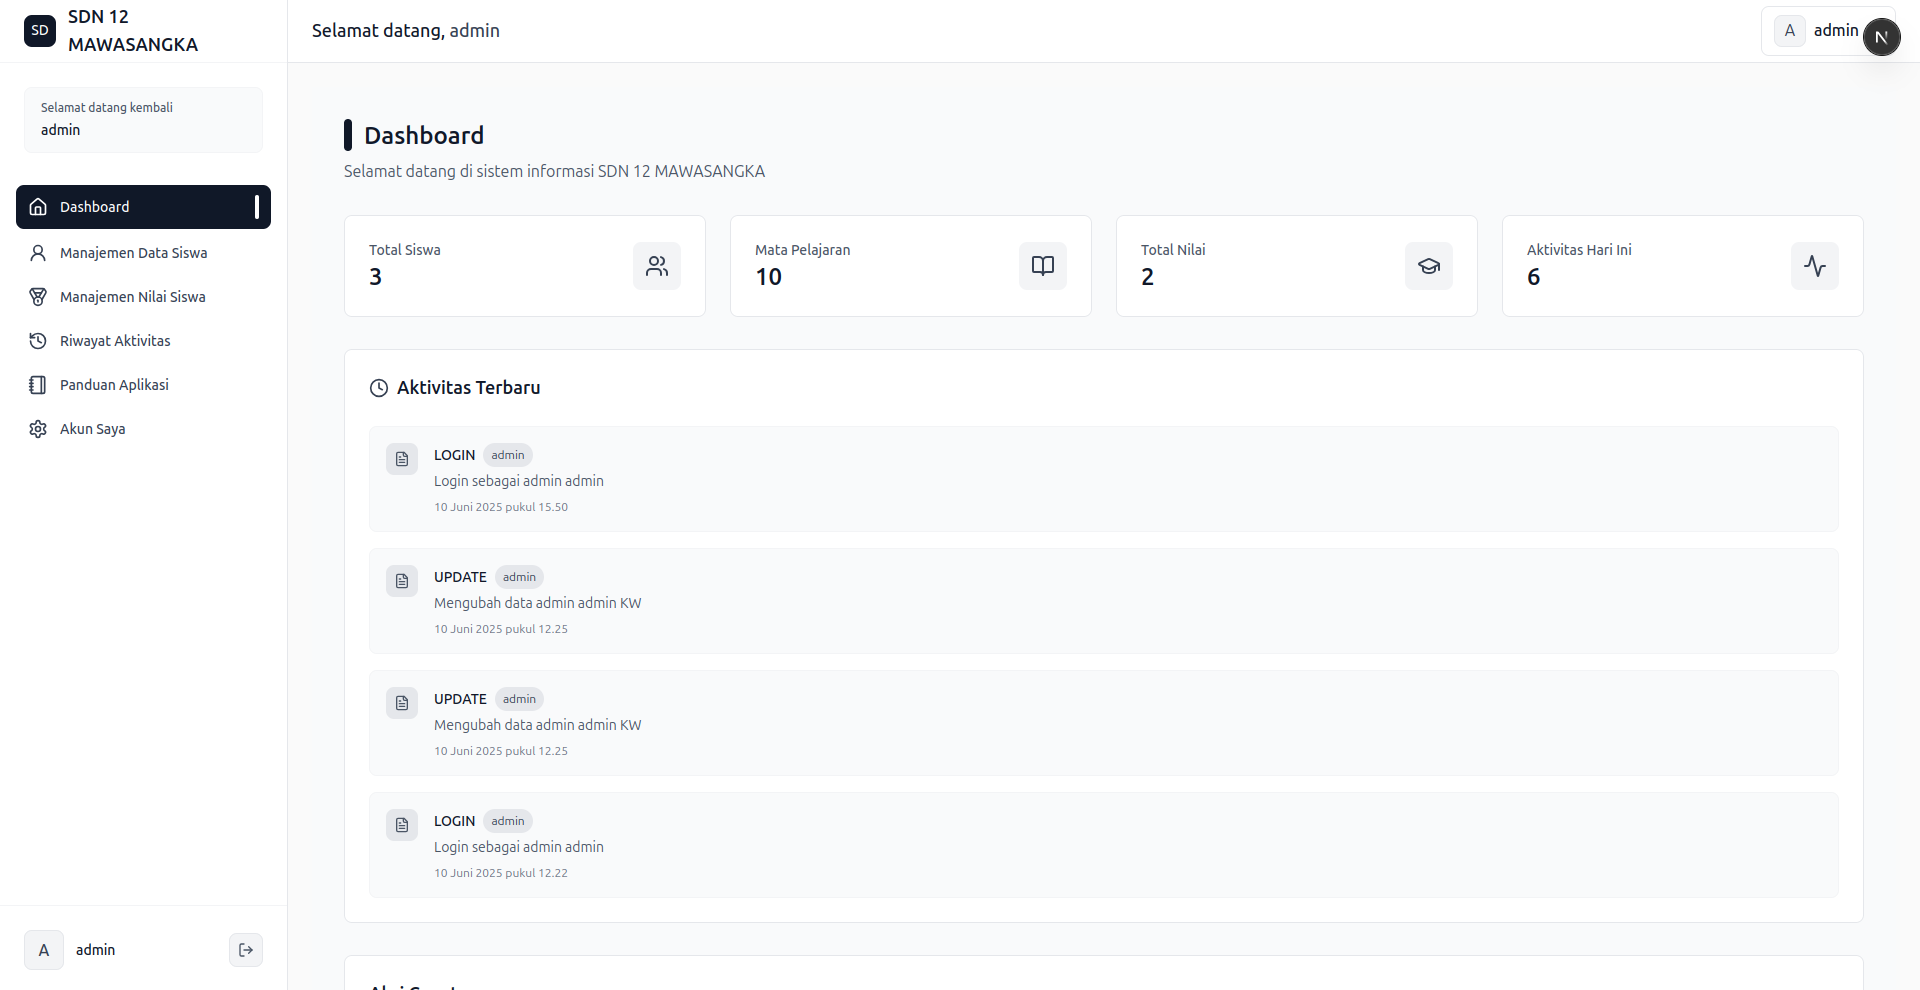 SD
SDN 12
MAWASANGKA
Selamat datang, admin
A
admin
N
Selamat datang kembali
admin
Dashboard
Manajemen Data Siswa
Manajemen Nilai Siswa
Riwayat Aktivitas
Panduan Aplikasi
Akun Saya
A
admin
Dashboard
Selamat datang di sistem informasi SDN 12 MAWASANGKA
Total Siswa
3
Mata Pelajaran
10
Total Nilai
2
Aktivitas Hari Ini
6
Aktivitas Terbaru
LOGIN admin
Login sebagai admin admin
10 Juni 2025 pukul 15.50
UPDATE admin
Mengubah data admin admin KW
10 Juni 2025 pukul 12.25
UPDATE admin
Mengubah data admin admin KW
10 Juni 2025 pukul 12.25
LOGIN admin
Login sebagai admin admin
10 Juni 2025 pukul 12.22